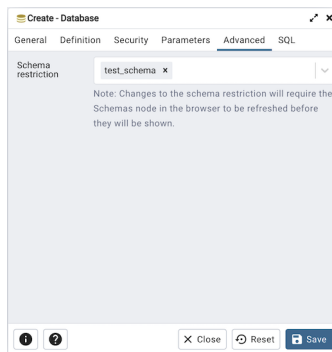 Create - Database
General Definition Security Parameters Advanced SQL
Schema
restriction
test_schema ×
Note: Changes to the schema restriction will require the
Schemas node in the browser to be refreshed before
they will be shown.
Close Reset Save